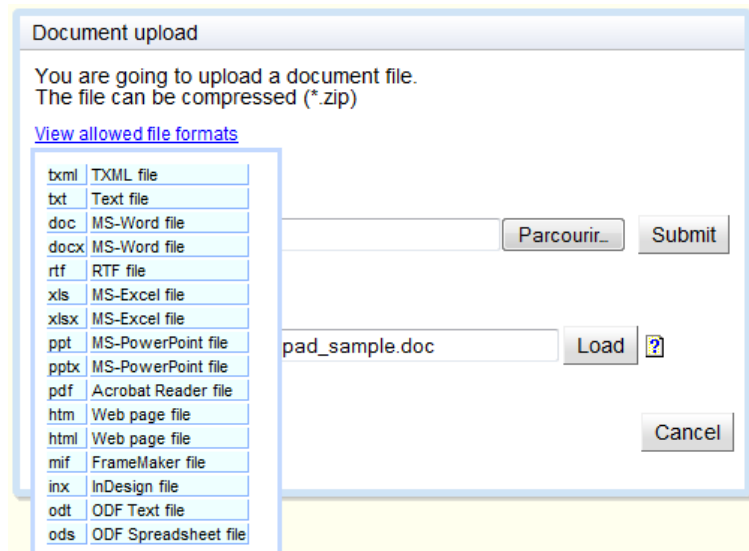 Document upload
You are going to upload a document file.
The file can be compressed (*.zip)
View allowed file formats
txml TXML file
txt Text file
doc MS-Word file
docx MS-Word file
rtf RTF file
xls MS-Excel file
xlsx MS-Excel file
ppt MS-PowerPoint file
pptx MS-PowerPoint file
pdf Acrobat Reader file
htm Web page file
html Web page file
mif FrameMaker file
inx InDesign file
odt ODF Text file
ods ODF Spreadsheet file
Parcourir... Submit
pad_sample.doc Load ?
Cancel